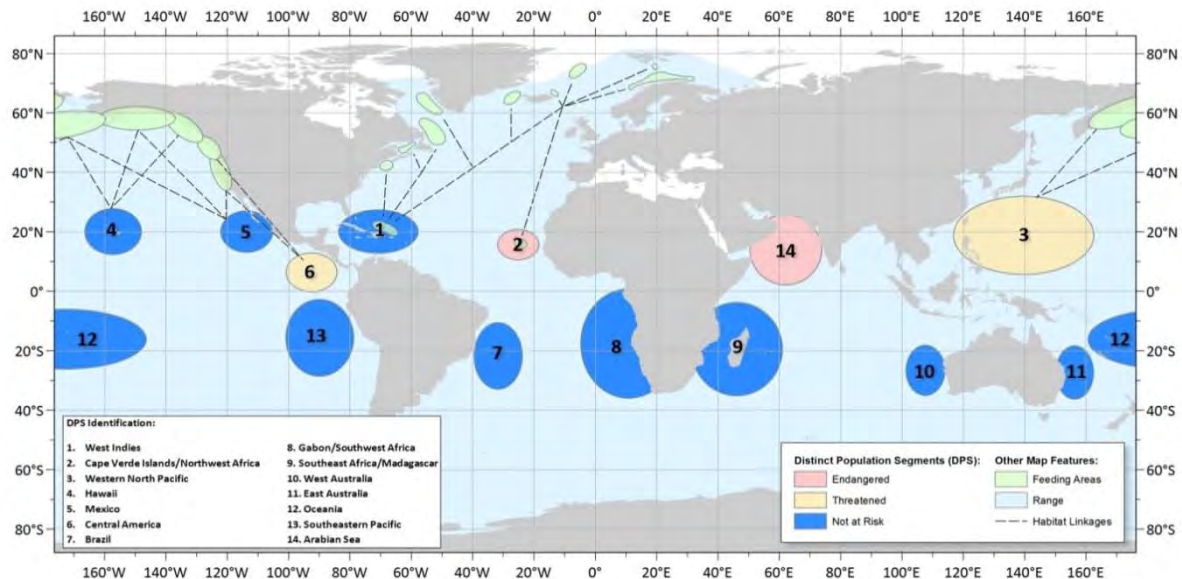 160°W 140°W 120°W 100°W 80°W 60°W 40°W 20°W 0° 20°E 40°E 60°E 80°E 100°E 120°E 140°E 160°E
80°N 80°N
60°N 60°N
40°N 40°N
20°N 4 5 1 2 14 3 20°N
6
0° 0°
12 13 7 8 9 12
20°S 20°S
10 11
40°S 40°S
60°S 60°S
80°S 80°S
DPS Identification:
1. West Indies
2. Cape Verde Islands/Northwest Africa
3. Western North Pacific
4. Hawaii
5. Mexico
6. Central America
7. Brazil
8. Gabon/Southwest Africa
9. Southeast Africa/Madagascar
10. West Australia
11. East Australia
12. Oceania
13. Southeastern Pacific
14. Arabian Sea
Distinct Population Segments (DPS):
Endangered
Threatened
Not at Risk
Other Map Features:
Feeding Areas
Range
Habitat Linkages
160°W 140°W 120°W 100°W 80°W 60°W 40°W 20°W 0° 20°E 40°E 60°E 80°E 100°E 120°E 140°E 160°E